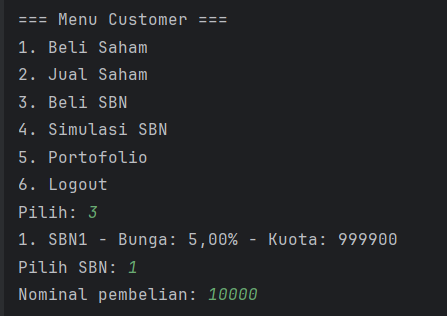 === Menu Customer ===
1. Beli Saham
2. Jual Saham
3. Beli SBN
4. Simulasi SBN
5. Portofolio
6. Logout
Pilih: 3
1. SBN1 - Bunga: 5,00% - Kuota: 999900
Pilih SBN: 1
Nominal pembelian: 10000